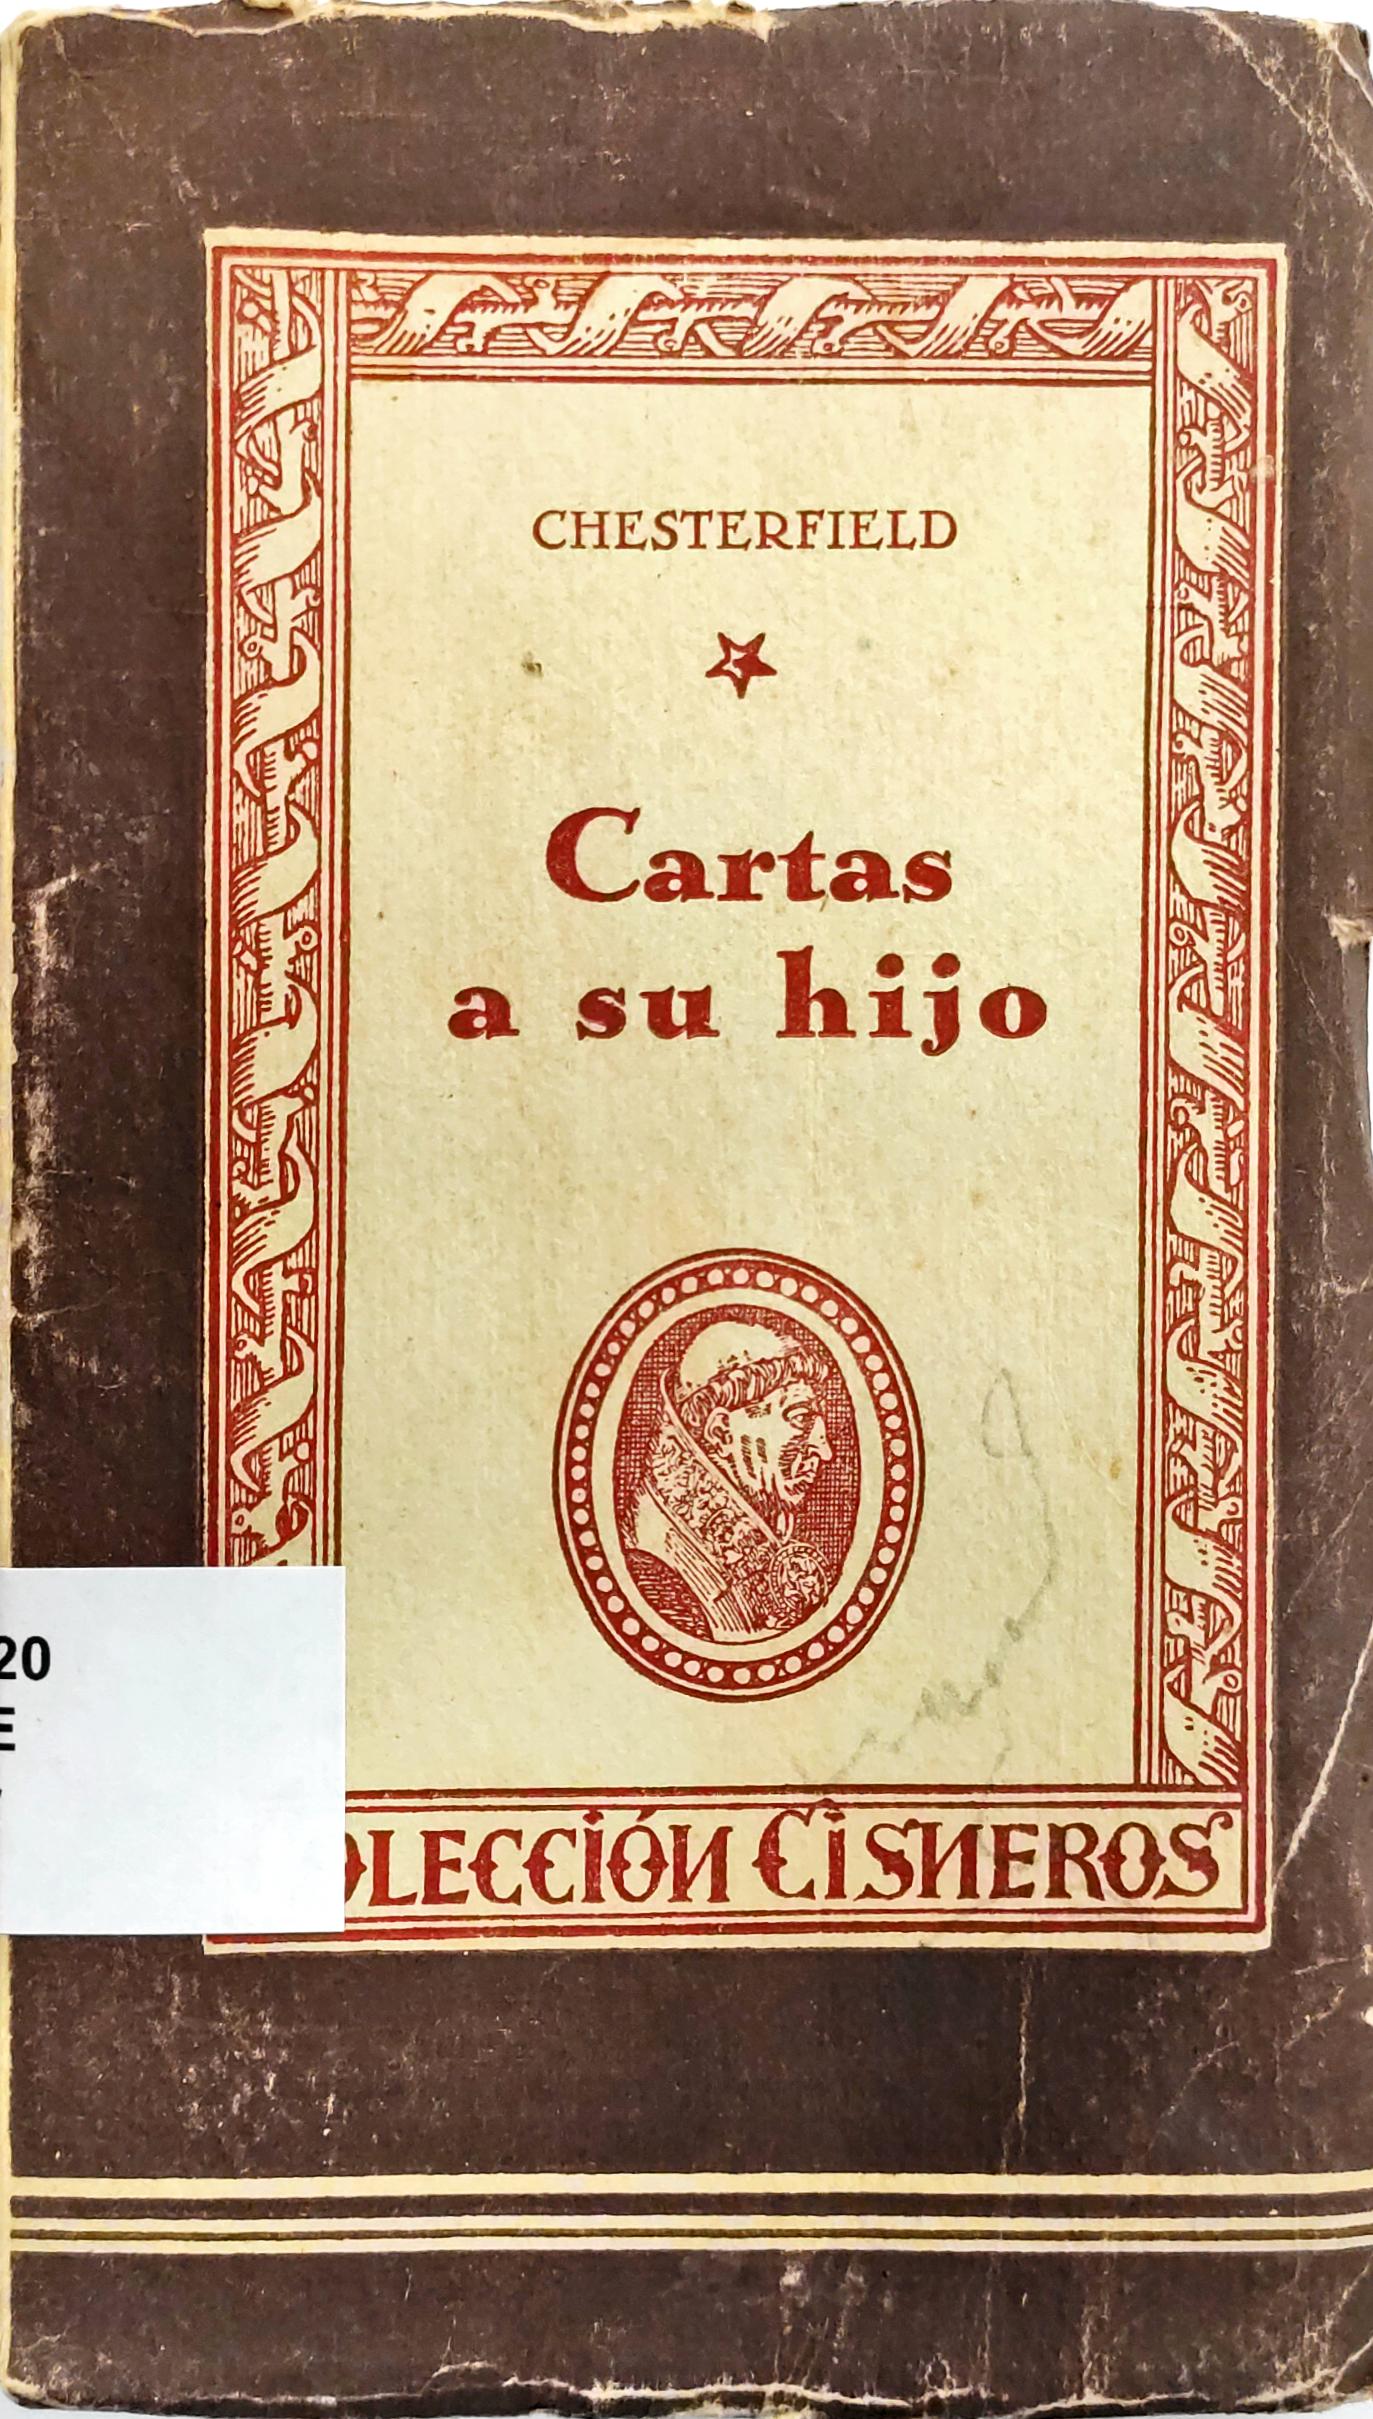 CHESTERFIELD
Cartas
a su hijo
20
OLECCIÓN CISNEROS